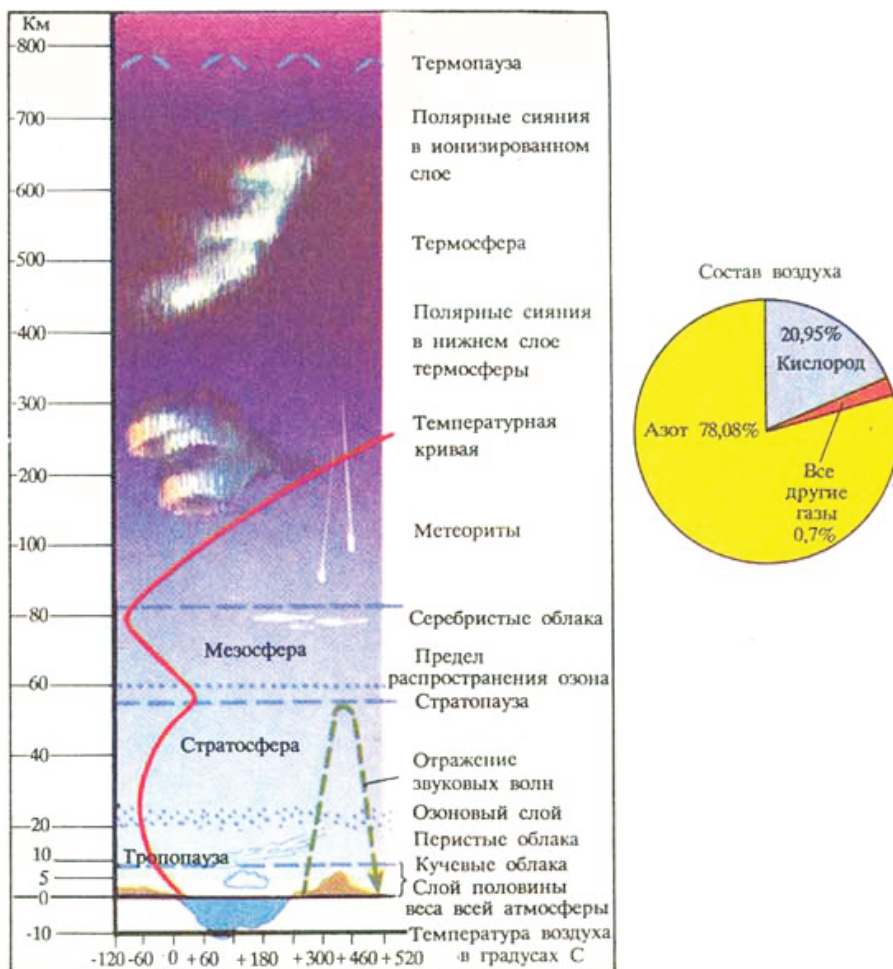 Км
800
700
600
500
400
300
200
100
80
60
40
20
10
5
0
-10
Термопауза
Полярные сияния
в ионизированном
слое
Термосфера
Полярные сияния
в нижнем слое
термосферы
Температурная
кривая
Метеориты
Серебристые облака
Мезосфера
Предел
распространения озона
Стратопауза
Стратосфера
Отражение
звуковых волн
Озоновый слой
Перистые облака
Тропопауза
Кучевые облака
Слой половины
веса всей атмосферы
Температура воздуха
в градусах С
-120 -60 0 +60 +180 +300 +460 +520
Состав воздуха
20,95%
Кислород
Азот 78,08%
Все
другие
газы
0,7%